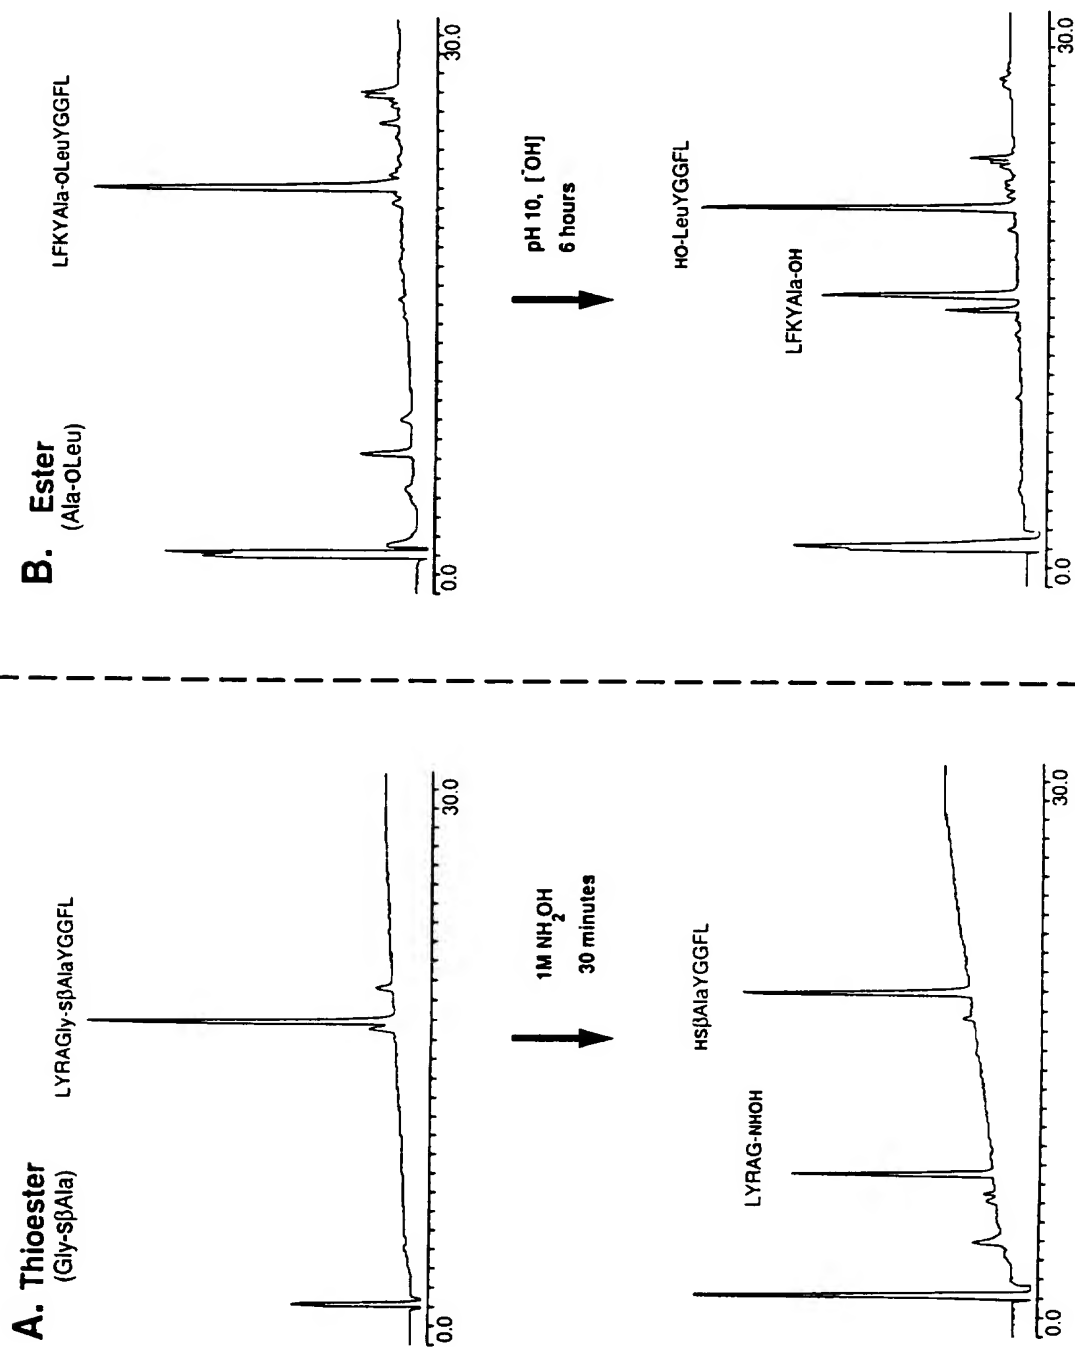 A. Thioester
(Gly-sβAla)
LYRAGly-sβAlaYGGFL
0.0
30.0
1M NH2OH
30 minutes
LYRAG-NHOH
HSβAlaYGGFL
0.0
30.0
B. Ester
(Ala-OLeu)
LFKYAla-OLeuYGGFL
0.0
30.0
pH 10, [-OH]
6 hours
LFKYAla-OH
HO-LeuYGGFL
0.0
30.0